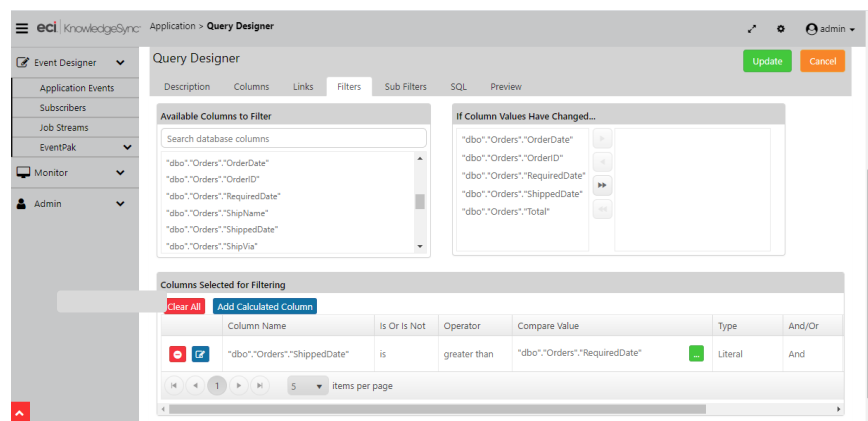 eci KnowledgeSync
Application > Query Designer
admin
Event Designer
Application Events
Subscribers
Job Streams
EventPak
Monitor
Admin
Query Designer
Update
Cancel
Description
Columns
Links
Filters
Sub Filters
SQL
Preview
Available Columns to Filter
Search database columns
"dbo"."Orders"."OrderDate"
"dbo"."Orders"."OrderID"
"dbo"."Orders"."RequiredDate"
"dbo"."Orders"."ShipName"
"dbo"."Orders"."ShippedDate"
"dbo"."Orders"."ShipVia"
If Column Values Have Changed...
"dbo"."Orders"."OrderDate"
"dbo"."Orders"."OrderID"
"dbo"."Orders"."RequiredDate"
"dbo"."Orders"."ShippedDate"
"dbo"."Orders"."Total"
Columns Selected for Filtering
Clear All
Add Calculated Column
Column Name Is Or Is Not Operator Compare Value Type And/Or
"dbo"."Orders"."ShippedDate" is greater than "dbo"."Orders"."RequiredDate" ... Literal And
1 5 items per page